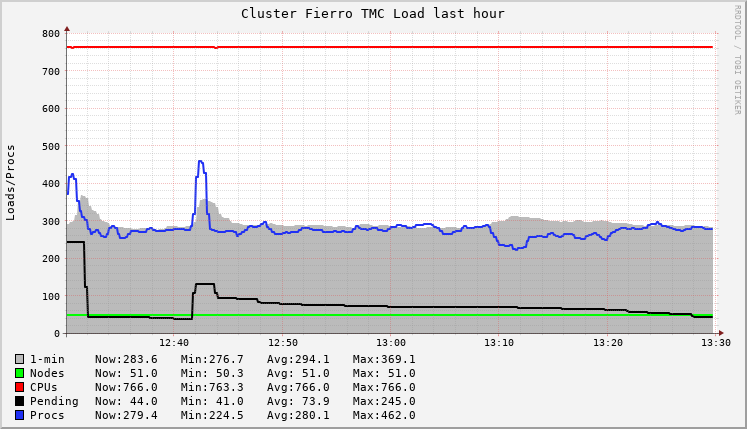 Cluster Fierro TMC Load last hour
RRDTOOL / TOBI OETIKER
Loads/Procs
800
700
600
500
400
300
200
100
0
12:40 12:50 13:00 13:10 13:20 13:30
1-min Now:283.6 Min:276.7 Avg:294.1 Max:369.1
Nodes Now: 51.0 Min: 50.3 Avg: 51.0 Max: 51.0
CPUs Now:766.0 Min:763.3 Avg:766.0 Max:766.0
Pending Now: 44.0 Min: 41.0 Avg: 73.9 Max:245.0
Procs Now:279.4 Min:224.5 Avg:280.1 Max:462.0